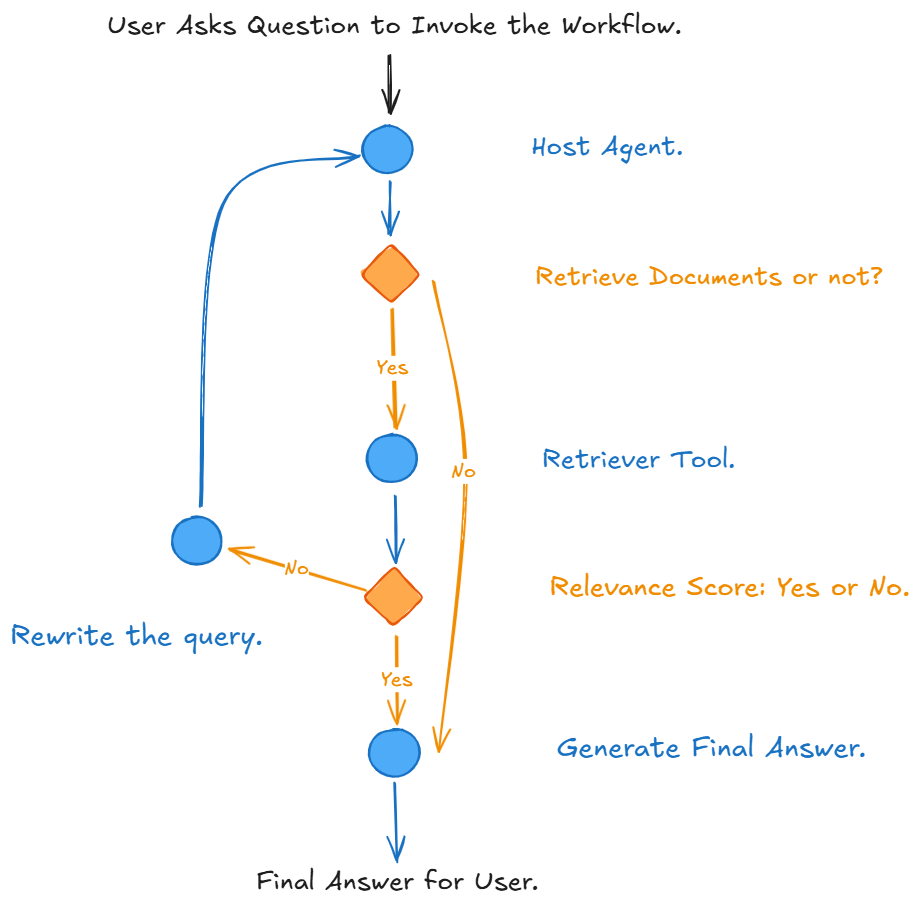 User Asks Question to Invoke the Workflow.
Host Agent.
Retrieve Documents or not?
Yes
Retriever Tool.
No
No
Relevance Score: Yes or No.
Rewrite the query.
Yes
Generate Final Answer.
Final Answer for User.